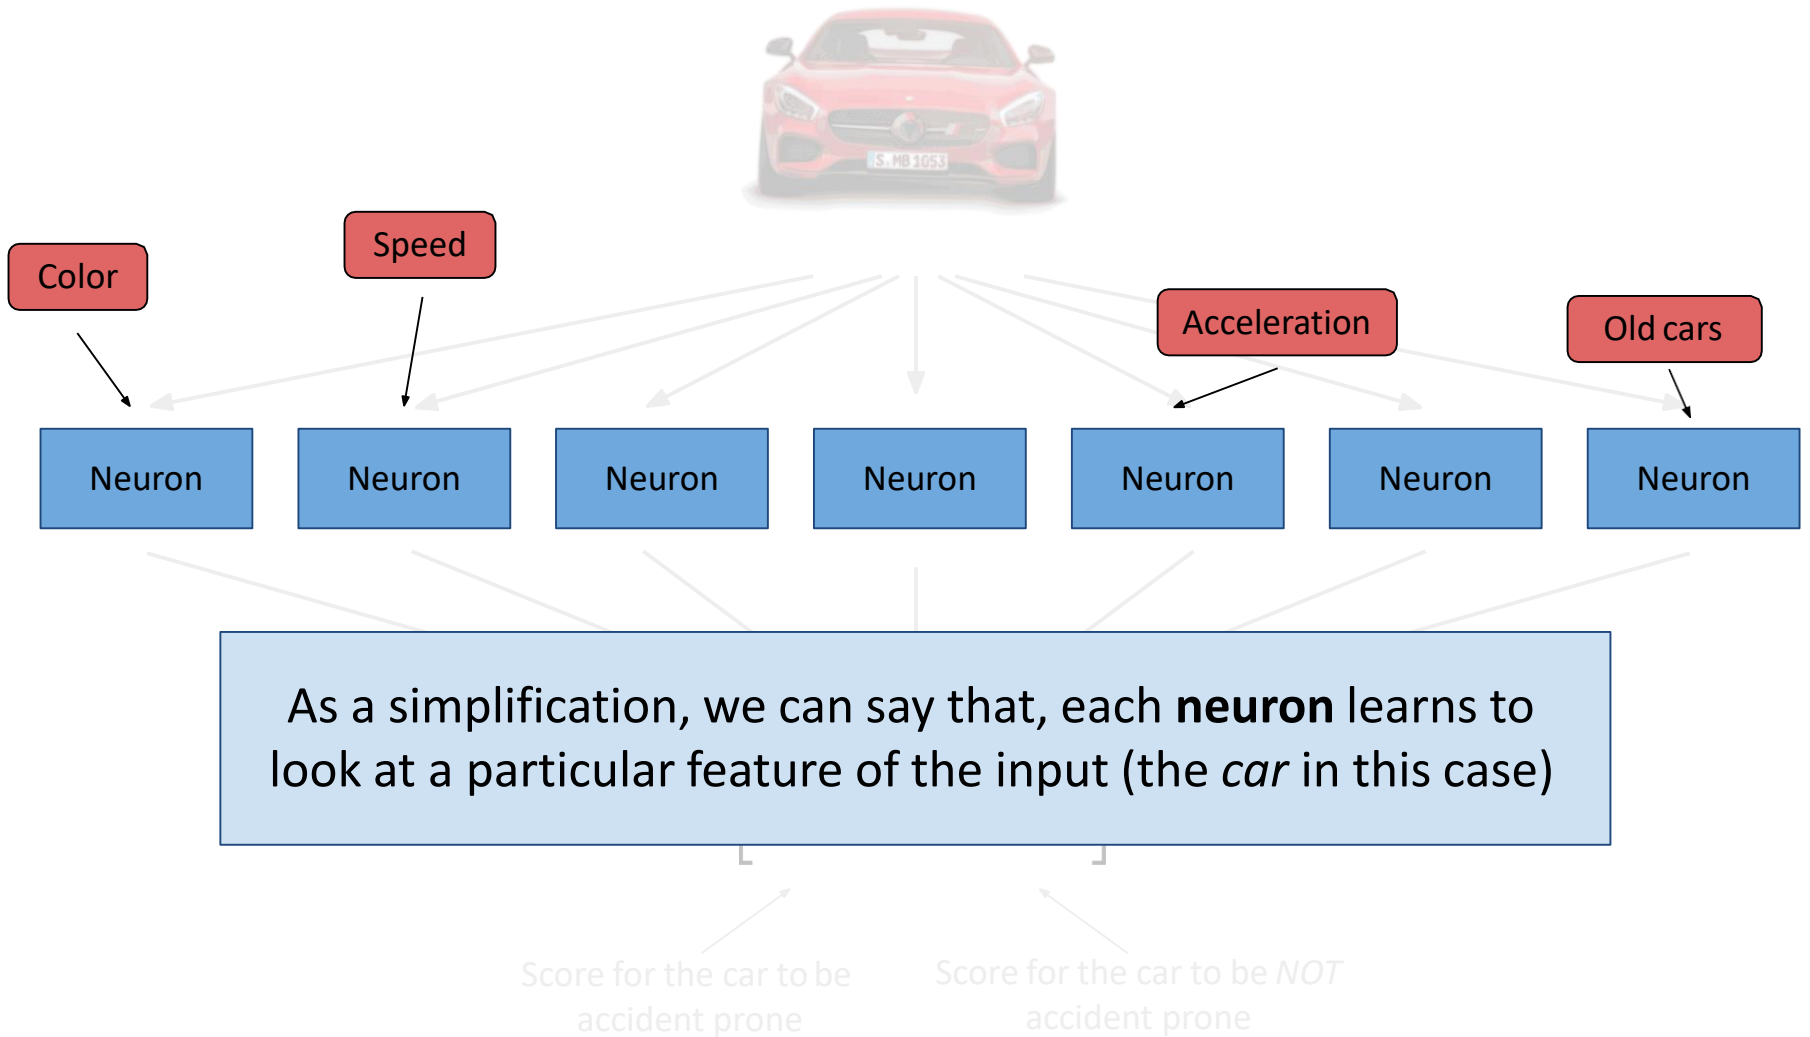 S. MB 1053
Speed
Color
Acceleration
Old cars
Neuron Neuron Neuron Neuron Neuron Neuron Neuron
As a simplification, we can say that, each neuron learns to
look at a particular feature of the input (the car in this case)
Score for the car to be
accident prone
Score for the car to be NOT
accident prone